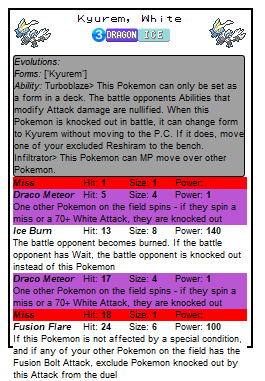 Kyurem, White
3 DRAGON ICE
Evolutions:
Forms: ['Kyurem']
Ability: Turboblaze> This Pokemon can only be set as
a form in a deck. The battle opponents Abilities that
modify Attack damage are nullified. When this
Pokemon is knocked out in battle, it can change form
to Kyurem without moving to the P.C. If it does, move
one of your excluded Reshiram to the bench.
Infiltrator> This Pokemon can MP move over other
Pokemon.
Miss Hit: 1 Size: 1 Power:
Draco Meteor Hit: 5 Size: 4 Power: 1
One other Pokemon on the field spins - if they spin a
miss or a 70+ White Attack, they are knocked out
Ice Burn Hit: 13 Size: 8 Power: 140
The battle opponent becomes burned. If the battle
opponent has Wait, the battle opponent is knocked out
instead of this Pokemon
Draco Meteor Hit: 17 Size: 4 Power: 1
One other Pokemon on the field spins - if they spin a
miss or a 70+ White Attack, they are knocked out
Miss Hit: 18 Size: 1 Power:
Fusion Flare Hit: 24 Size: 6 Power: 100
If this Pokemon is not affected by a special condition,
and if any of your other Pokemon on the field has the
Fusion Bolt Attack, exclude Pokemon knocked out by
this Attack from the duel